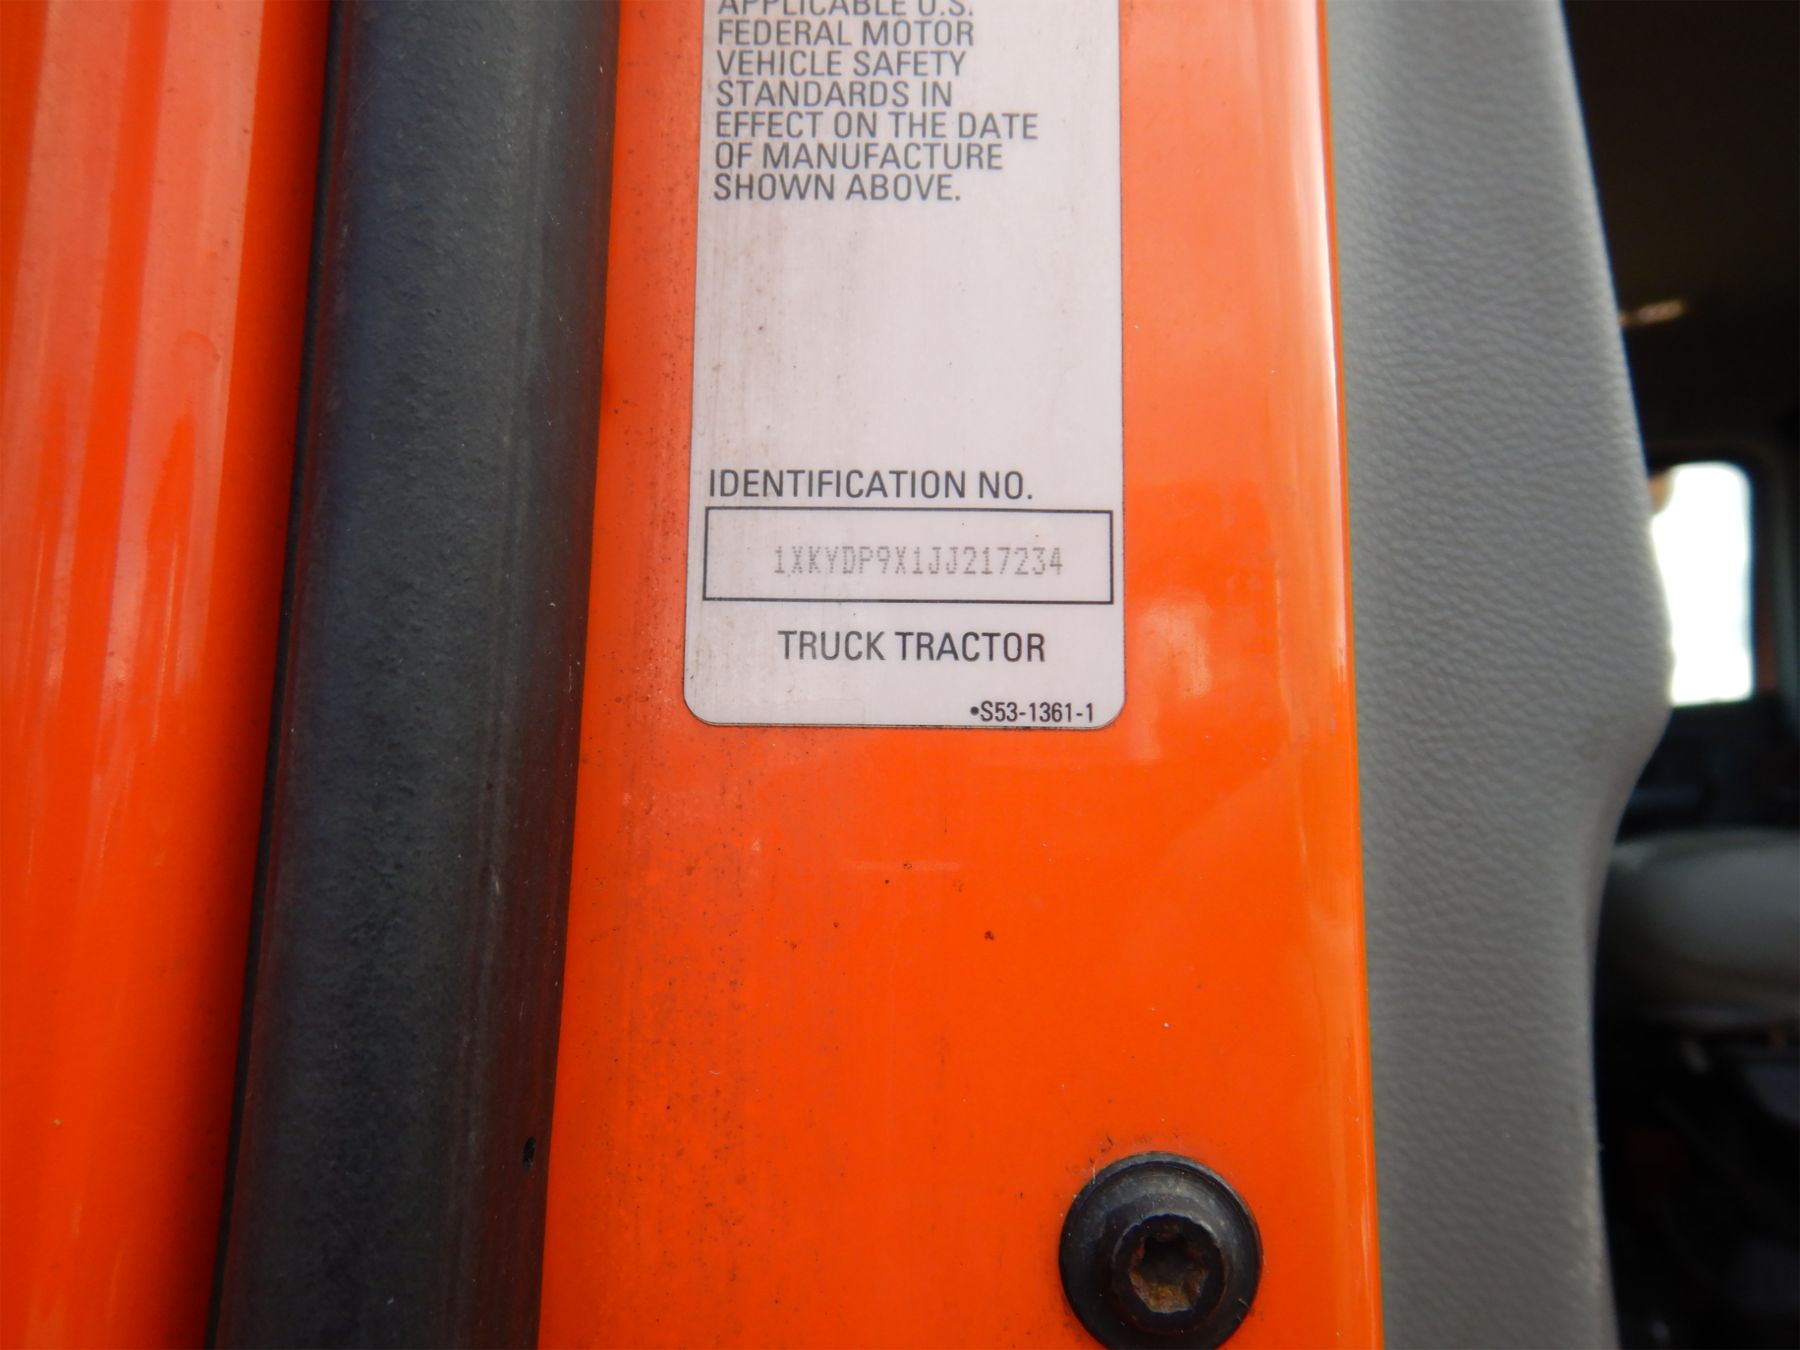 APPLICABLE U.S.
FEDERAL MOTOR
VEHICLE SAFETY
STANDARDS IN
EFFECT ON THE DATE
OF MANUFACTURE
SHOWN ABOVE.
IDENTIFICATION NO.
1XKYDP9X1JJ217234
TRUCK TRACTOR
•S53-1361-1